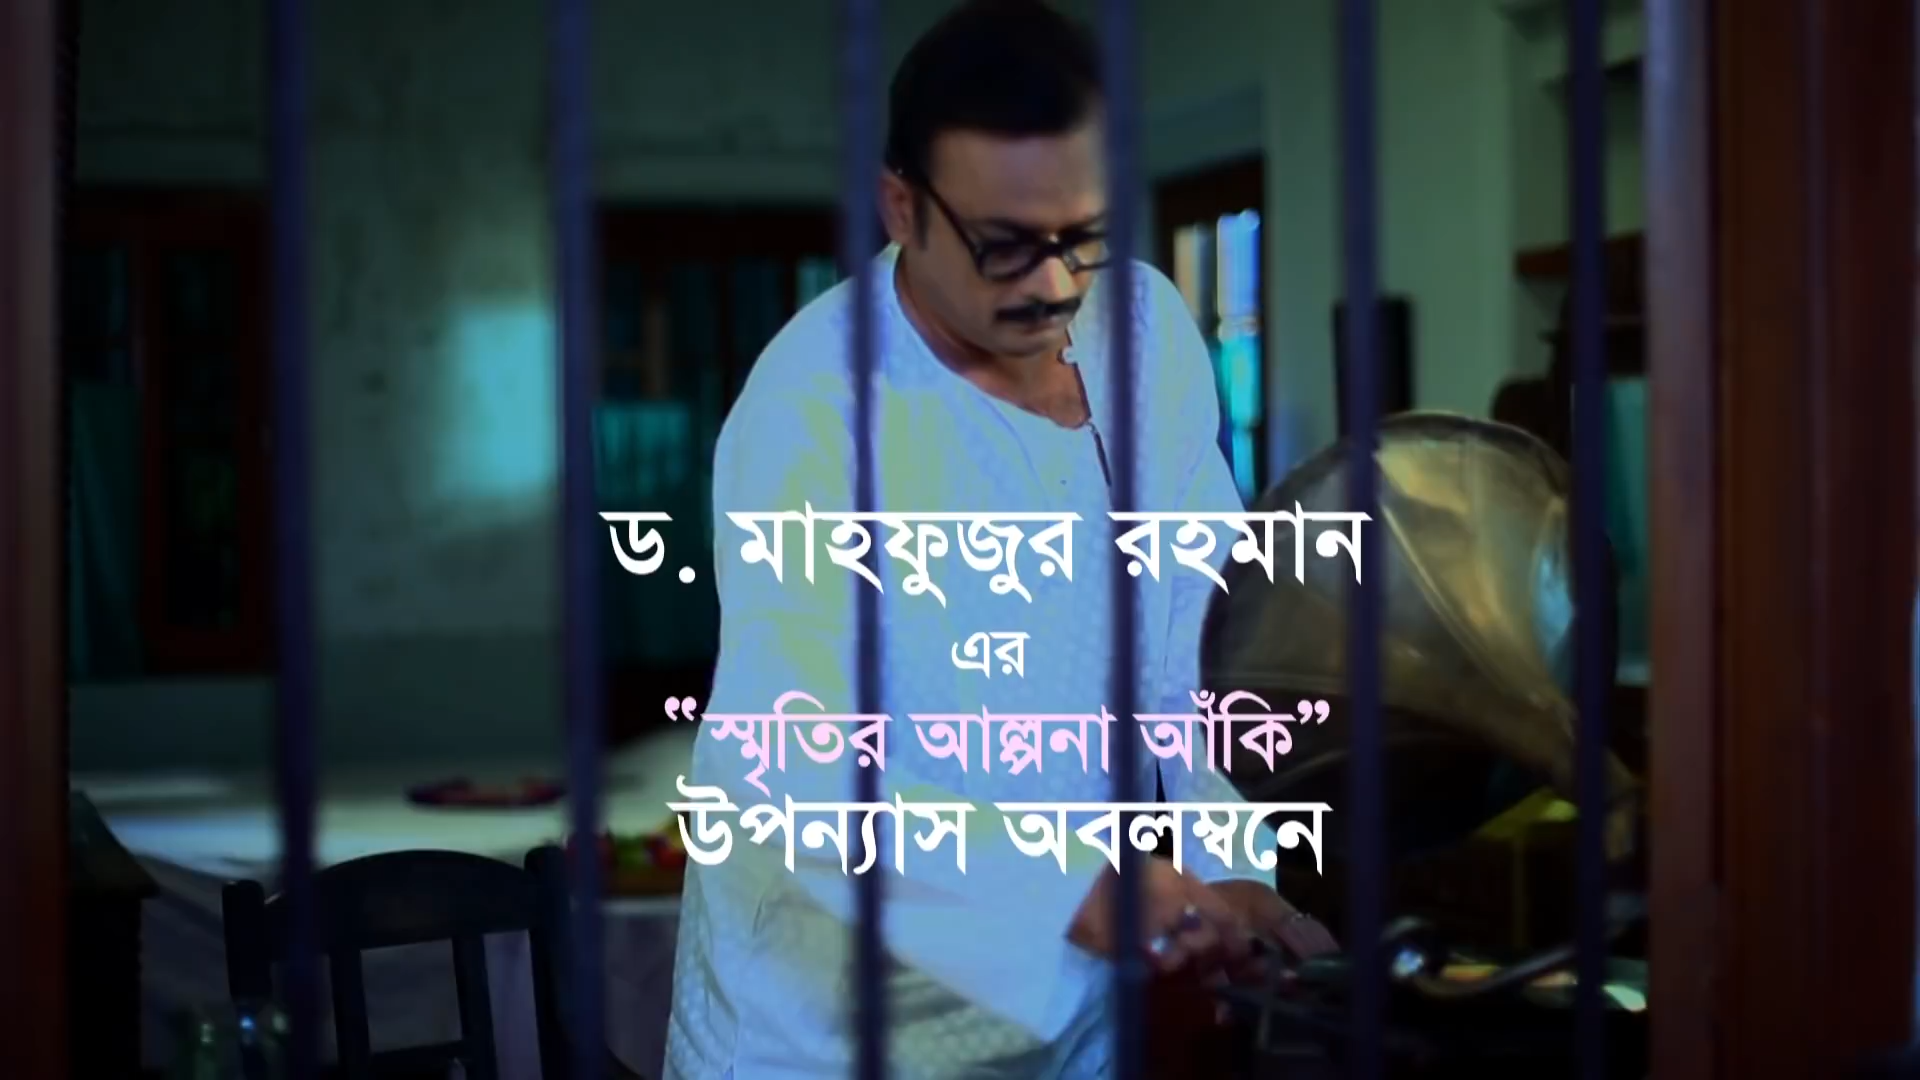 ড. মাহফুজুর রহমান
এর
“স্মৃতির আল্পনা আঁকি”
উপন্যাস অবলম্বনে